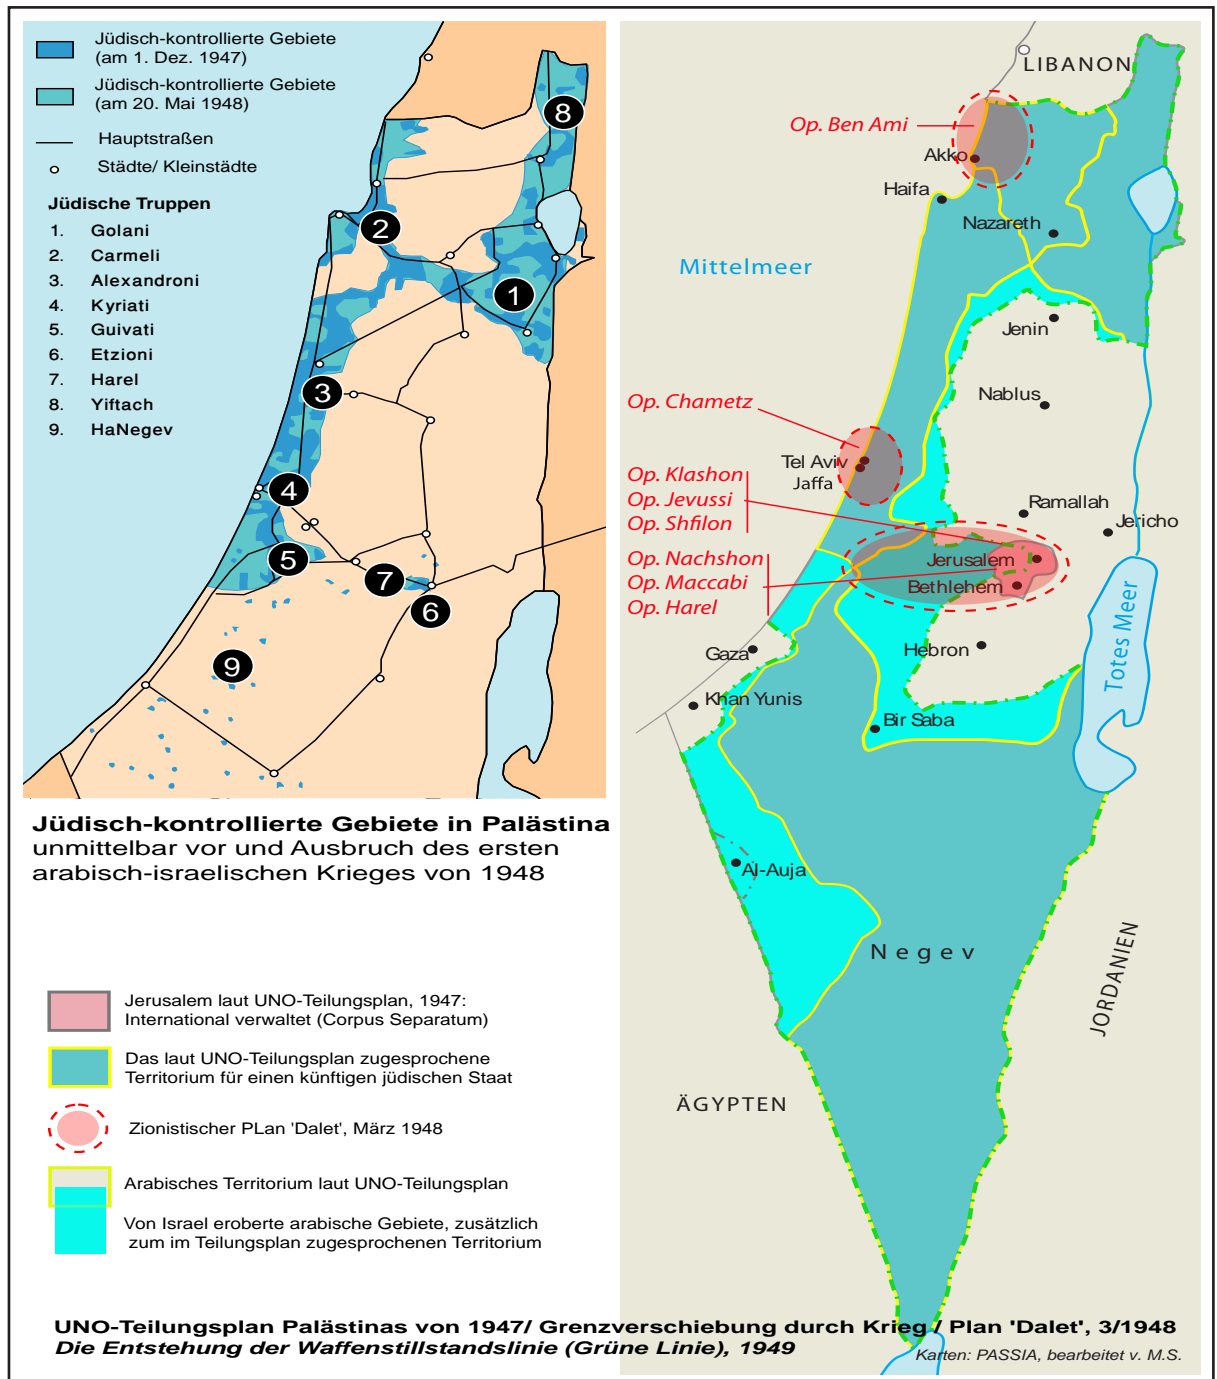 Jüdisch-kontrollierte Gebiete
(am 1. Dez. 1947)
Jüdisch-kontrollierte Gebiete
(am 20. Mai 1948)
Hauptstraßen
Städte/ Kleinstädte
Jüdische Truppen
1. Golani
2. Carmeli
3. Alexandroni
4. Kyriati
5. Guivati
6. Etzioni
7. Harel
8. Yiftach
9. HaNegev
8
2
1
3
4
5
7
6
9
Jüdisch-kontrollierte Gebiete in Palästina
unmittelbar vor und Ausbruch des ersten
arabisch-israelischen Krieges von 1948
LIBANON
Op. Ben Ami
Akko
Haifa
Nazareth
Mittelmeer
Jenin
Nablus
Op. Chametz
Tel Aviv
Jaffa
Op. Klashon
Op. Jevussi
Op. Shfilon
Ramallah
Jericho
Op. Nachshon
Op. Maccabi
Op. Harel
Jerusalem
Bethlehem
Gaza
Hebron
Totes Meer
Khan Yunis
Bir Saba
Al-Auja
Negev
JORDANIEN
ÄGYPTEN
Jerusalem laut UNO-Teilungsplan, 1947:
International verwaltet (Corpus Separatum)
Das laut UNO-Teilungsplan zugesprochene
Territorium für einen künftigen jüdischen Staat
Zionistischer PLan 'Dalet', März 1948
Arabisches Territorium laut UNO-Teilungsplan
Von Israel eroberte arabische Gebiete, zusätzlich
zum im Teilungsplan zugesprochenen Territorium
UNO-Teilungsplan Palästinas von 1947/ Grenzverschiebung durch Krieg / Plan 'Dalet', 3/1948
Die Entstehung der Waffenstillstandslinie (Grüne Linie), 1949
Karten: PASSIA, bearbeitet v. M.S.